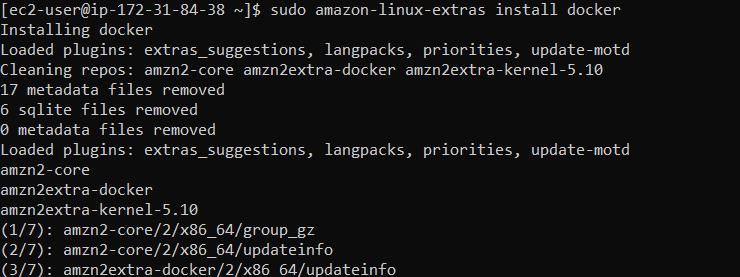 [ec2-user@ip-172-31-84-38 ~]$ sudo amazon-linux-extras install docker
Installing docker
Loaded plugins: extras_suggestions, langpacks, priorities, update-motd
Cleaning repos: amzn2-core amzn2extra-docker amzn2extra-kernel-5.10
17 metadata files removed
6 sqlite files removed
0 metadata files removed
Loaded plugins: extras_suggestions, langpacks, priorities, update-motd
amzn2-core
amzn2extra-docker
amzn2extra-kernel-5.10
(1/7): amzn2-core/2/x86_64/group_gz
(2/7): amzn2-core/2/x86_64/updateinfo
(3/7): amzn2extra-docker/2/x86_64/updateinfo